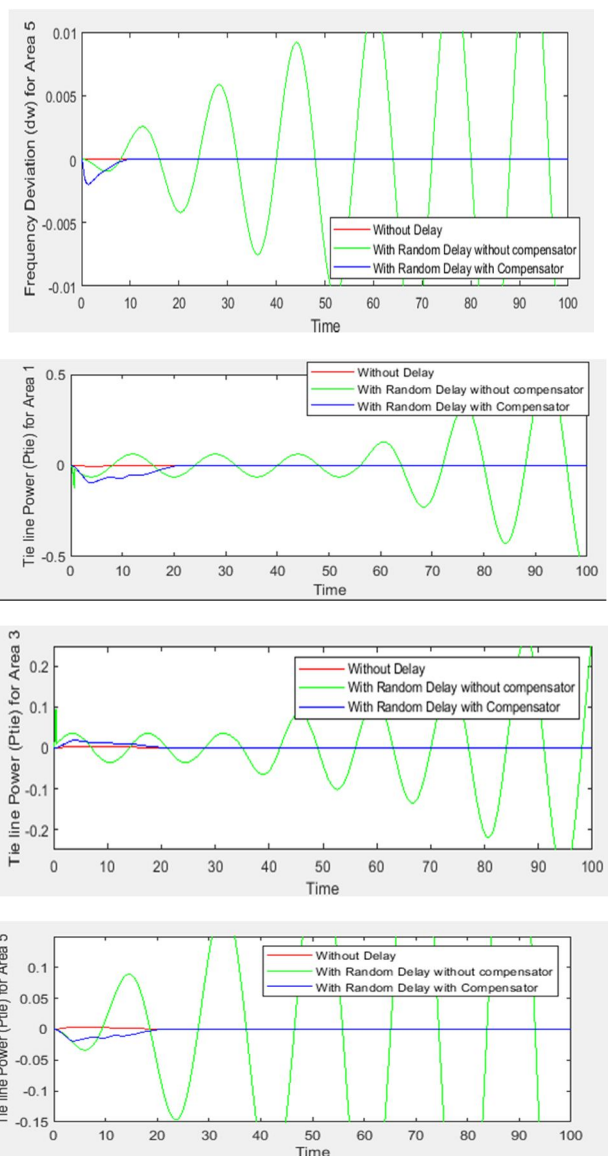 Frequency Deviation (dw) for Area 5
0.01
0.005
0
-0.005
-0.01
Without Delay
With Random Delay without compensator
With Random Delay with Compensator
0 10 20 30 40 50 60 70 80 90 100
Time
Tie line Power (Ptie) for Area 1
0.5
0
-0.5
Without Delay
With Random Delay without compensator
With Random Delay with Compensator
0 10 20 30 40 50 60 70 80 90 100
Time
Tie line Power (Ptie) for Area 3
0.2
0.1
0
-0.1
-0.2
Without Delay
With Random Delay without compensator
With Random Delay with Compensator
0 10 20 30 40 50 60 70 80 90 100
Time
Tie line Power (Ptie) for Area 5
0.1
0.05
0
-0.05
-0.1
-0.15
Without Delay
With Random Delay without compensator
With Random Delay with Compensator
0 10 20 30 40 50 60 70 80 90 100
Time